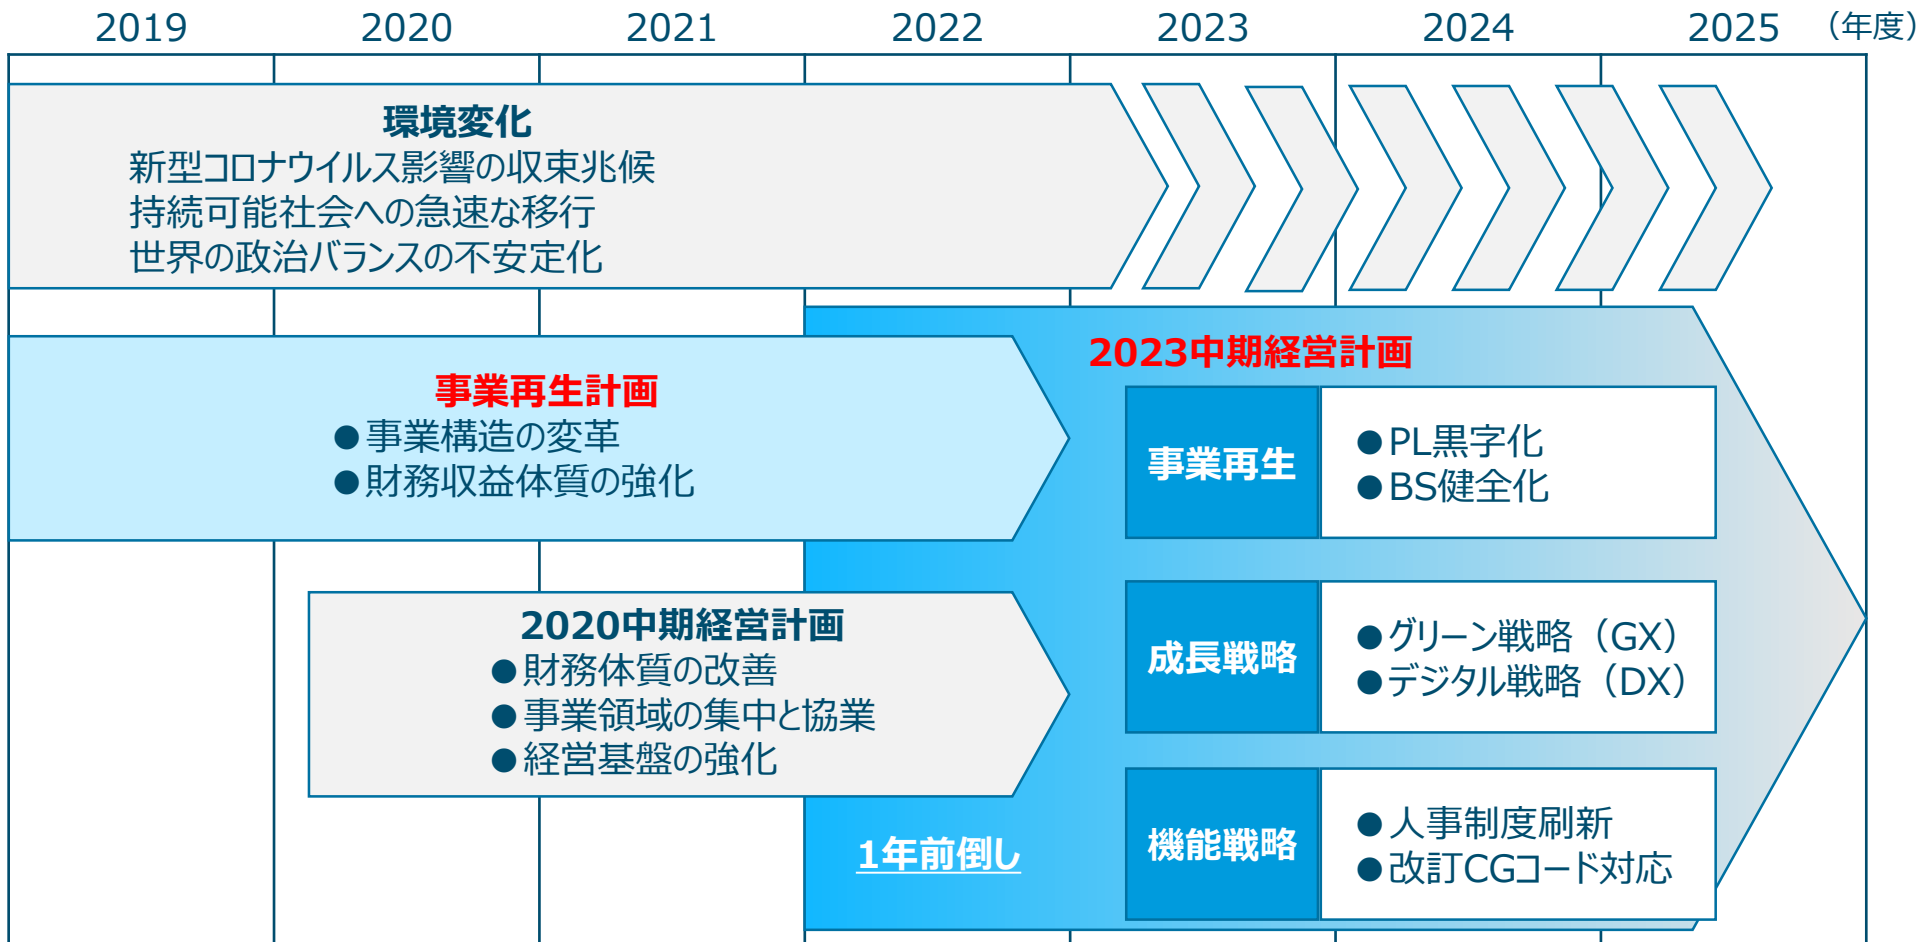 2019 2020 2021 2022 2023 2024 2025 （年度）
環境変化
新型コロナウイルス影響の収束兆候
持続可能社会への急速な移行
世界の政治バランスの不安定化
事業再生計画
●事業構造の変革
●財務収益体質の強化
2020中期経営計画
●財務体質の改善
●事業領域の集中と協業
●経営基盤の強化
1年前倒し
2023中期経営計画
事業再生
●PL黒字化
●BS健全化
成長戦略
●グリーン戦略（GX）
●デジタル戦略（DX）
機能戦略
●人事制度刷新
●改訂CGコード対応